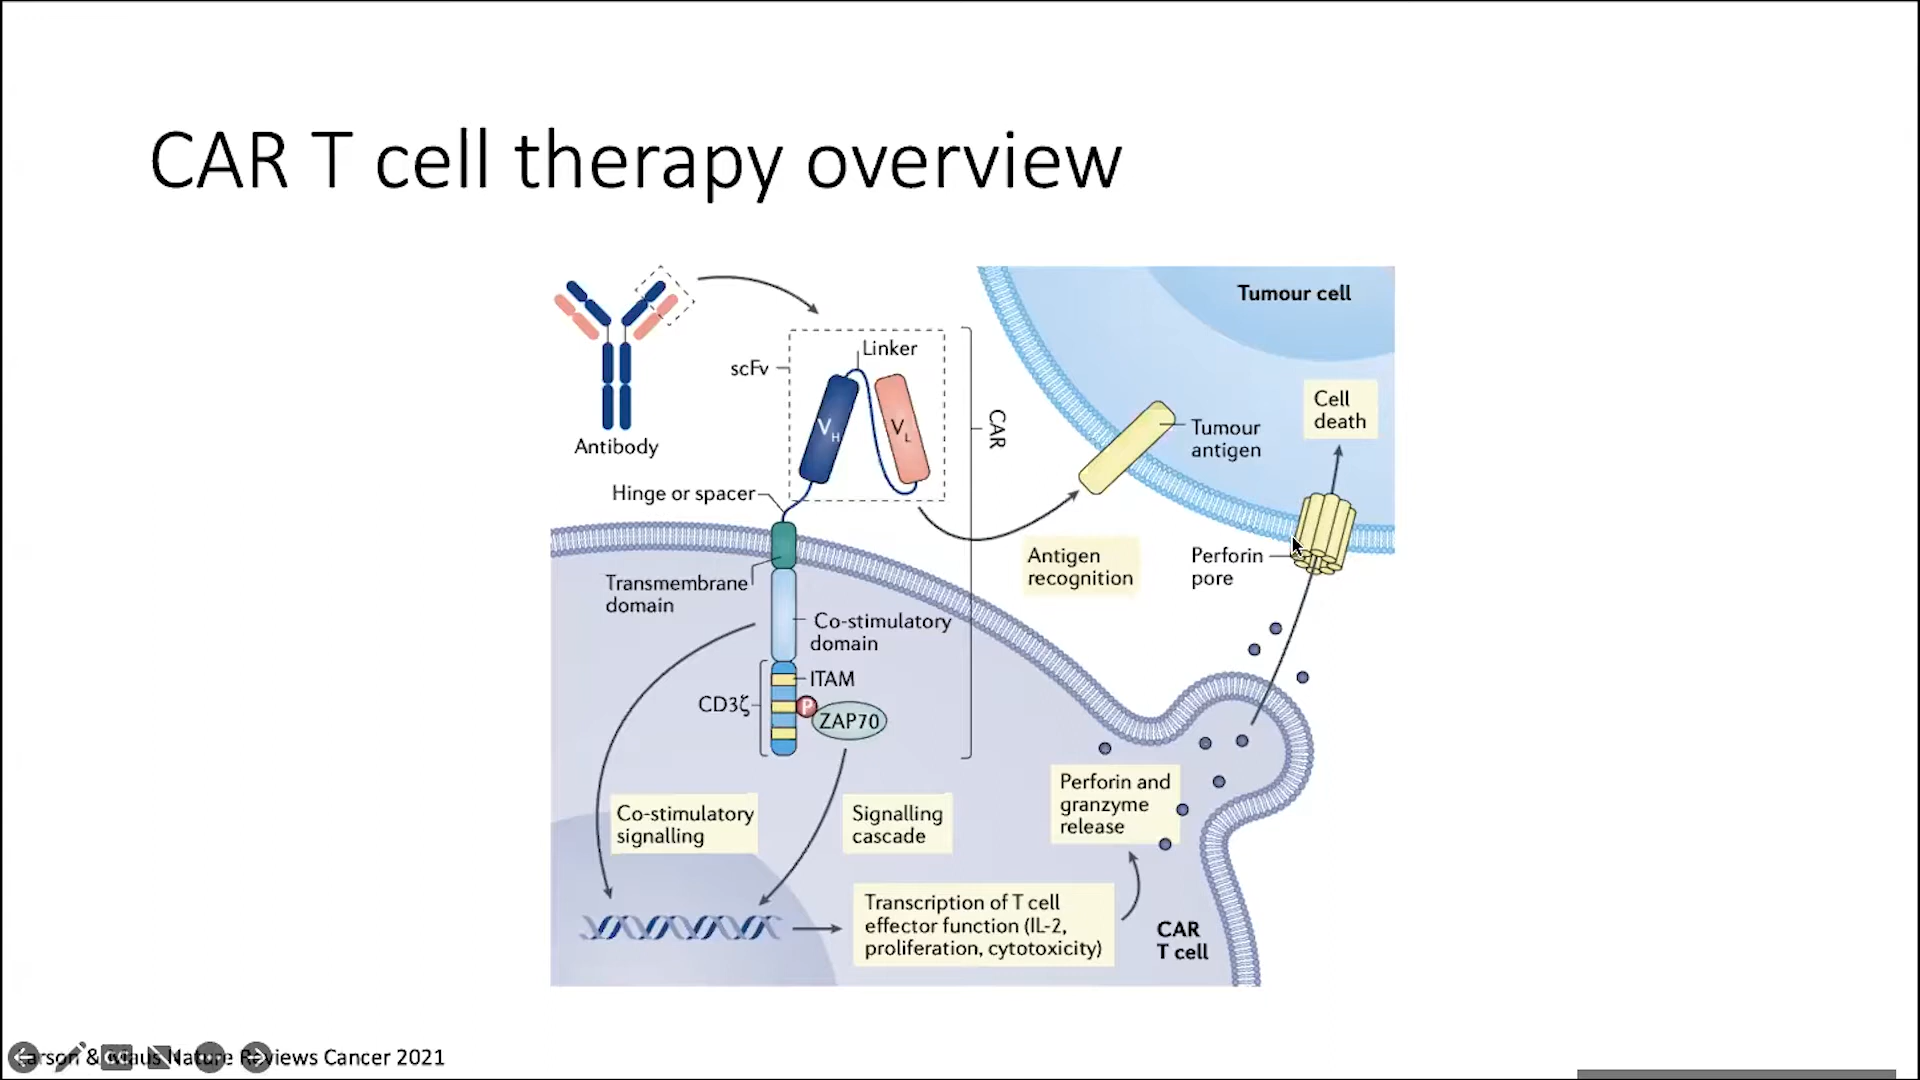 CAR T cell therapy overview
Antibody
scFv
Linker
V_H
V_L
CAR
Hinge or spacer
Transmembrane
domain
Co-stimulatory
domain
ITAM
CD3ζ
P
ZAP70
Tumour cell
Tumour
antigen
Cell
death
Antigen
recognition
Perforin
pore
Co-stimulatory
signalling
Signalling
cascade
Transcription of T cell
effector function (IL-2,
proliferation, cytotoxicity)
Perforin and
granzyme
release
CAR
T cell
& Nature Reviews Cancer 2021